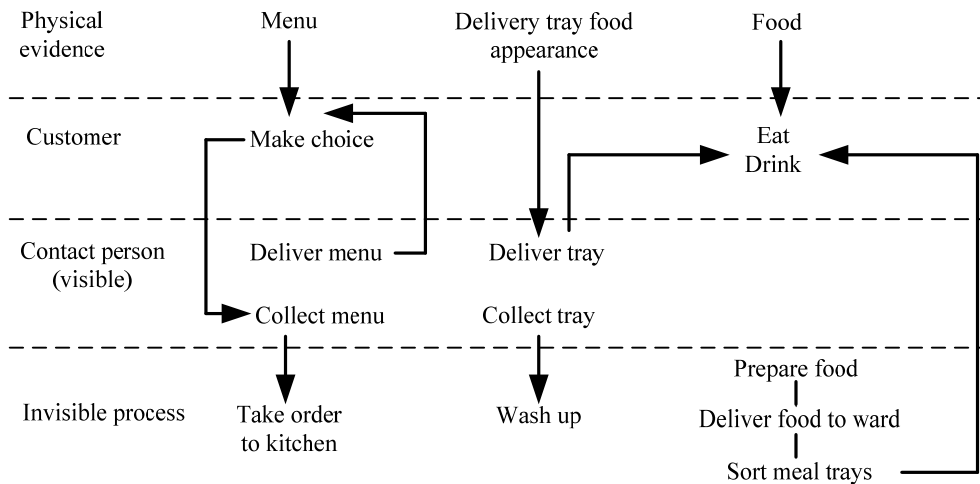 Physical
evidence
Menu
Delivery tray food
appearance
Food
Customer
Make choice
Eat
Drink
Contact person
(visible)
Deliver menu
Deliver tray
Collect menu
Collect tray
Invisible process
Take order
to kitchen
Wash up
Prepare food
Deliver food to ward
Sort meal trays